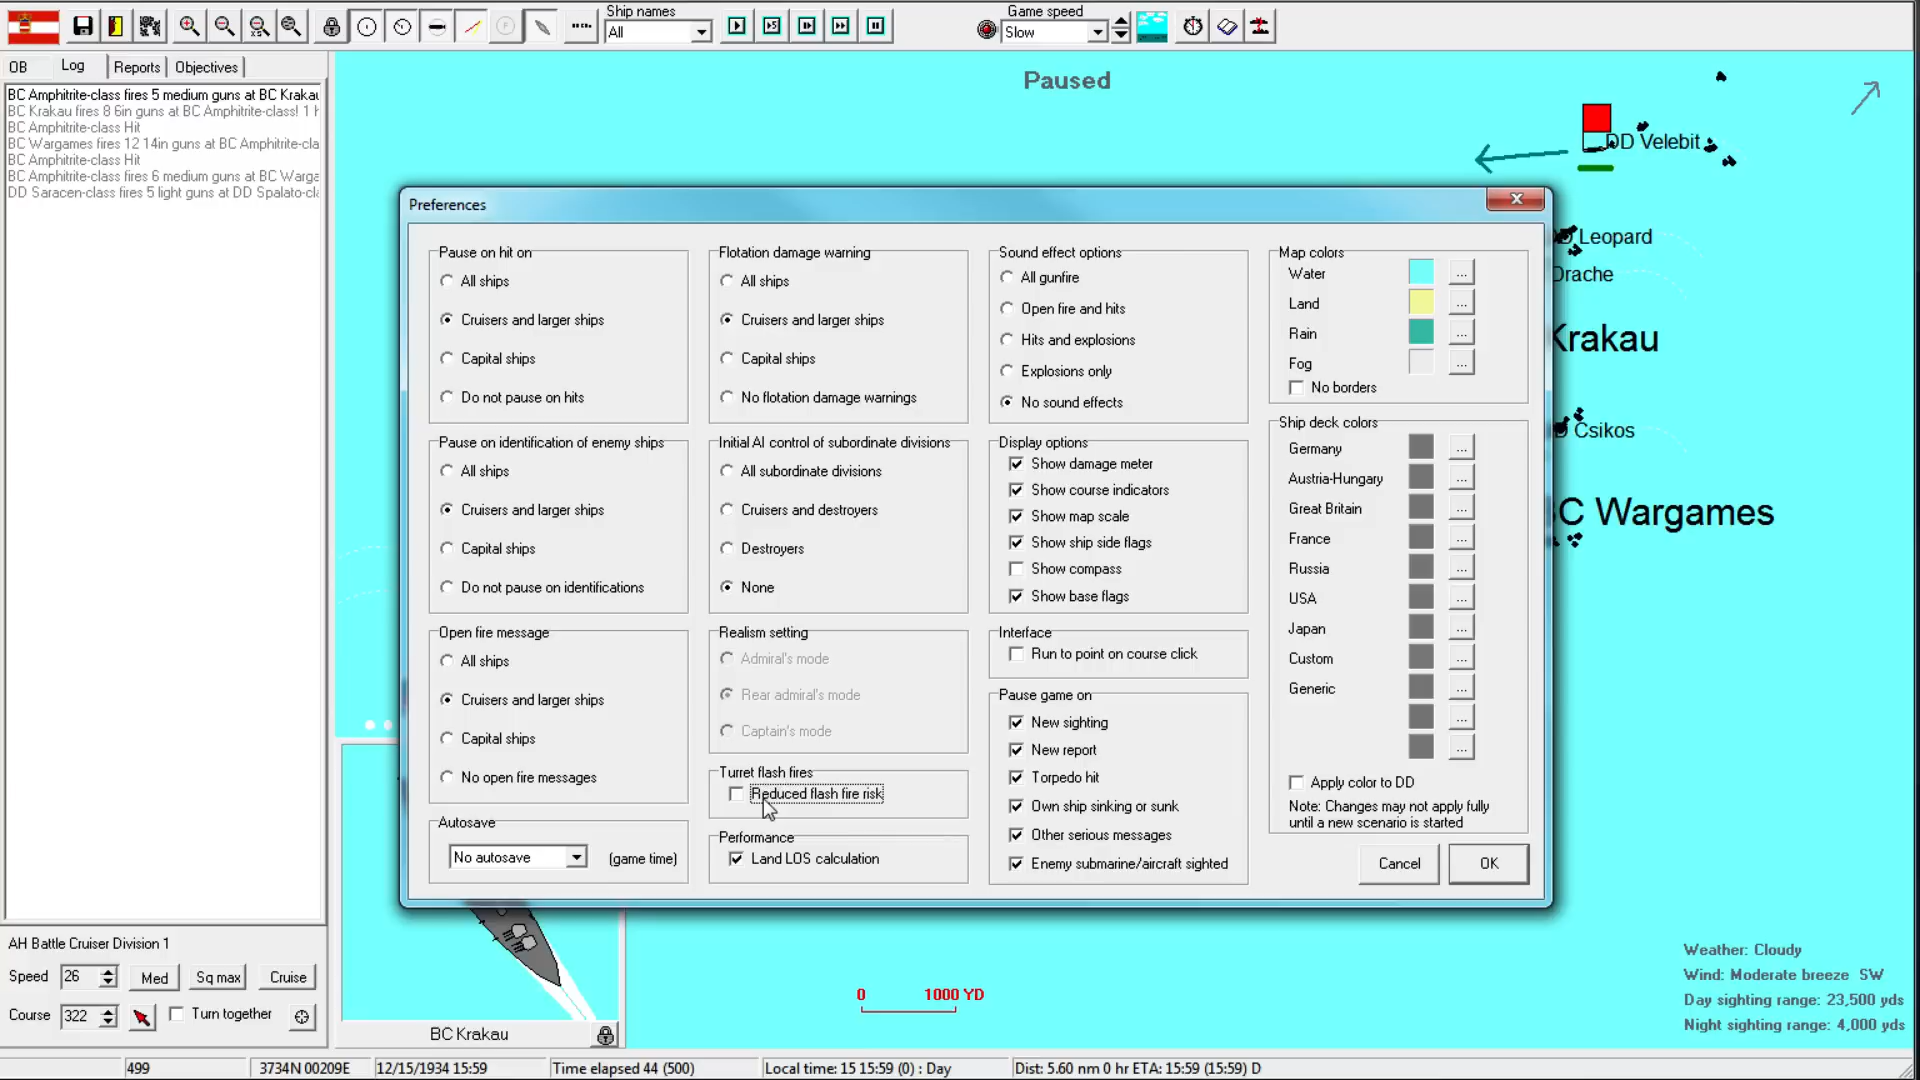 Ship names
All
Game speed
Slow
OB
Log
Reports
Objectives
BC Amphitrite-class fires 5 medium guns at BC Krakau
BC Krakau fires 8 6in guns at BC Amphitrite-class! 1 h
BC Amphitrite-class Hit
BC Wargames fires 12 14in guns at BC Amphitrite-cla
BC Amphitrite-class Hit
BC Amphitrite-class fires 6 medium guns at BC Warga
DD Saracen-class fires 5 light guns at DD Spalato-cl
Paused
DD Velebit
DD Leopard
Drache
Krakau
Csikos
BC Wargames
Preferences
Pause on hit on
All ships
Cruisers and larger ships
Capital ships
Do not pause on hits
Pause on identification of enemy ships
All ships
Cruisers and larger ships
Capital ships
Do not pause on identifications
Open fire message
All ships
Cruisers and larger ships
Capital ships
No open fire messages
Autosave
No autosave
(game time)
Flotation damage warning
All ships
Cruisers and larger ships
Capital ships
No flotation damage warnings
Initial AI control of subordinate divisions
All subordinate divisions
Cruisers and destroyers
Destroyers
None
Realism setting
Admiral's mode
Rear admiral's mode
Captain's mode
Turret flash fires
Reduced flash fire risk
Performance
Land LOS calculation
Sound effect options
All gunfire
Open fire and hits
Hits and explosions
Explosions only
No sound effects
Display options
Show damage meter
Show course indicators
Show map scale
Show ship side flags
Show compass
Show base flags
Interface
Run to point on course click
Pause game on
New sighting
New report
Torpedo hit
Own ship sinking or sunk
Other serious messages
Enemy submarine/aircraft sighted
Map colors
Water ...
Land ...
Rain ...
Fog ...
No borders
Ship deck colors
Germany ...
Austria-Hungary ...
Great Britain ...
France ...
Russia ...
USA ...
Japan ...
Custom ...
Generic ...
...
...
Apply color to DD
Note: Changes may not apply fully
until a new scenario is started
Cancel
OK
AH Battle Cruiser Division 1
Speed 26 Med Sq max Cruise
Course 322 Turn together
BC Krakau
0 1000 YD
Weather: Cloudy
Wind: Moderate breeze SW
Day sighting range: 23,500 yds
Night sighting range: 4,000 yds
499
3734N 00209E
12/15/1934 15:59
Time elapsed 44 (500)
Local time: 15 15:59 (0) : Day
Dist: 5.60 nm 0 hr ETA: 15:59 (15:59) D